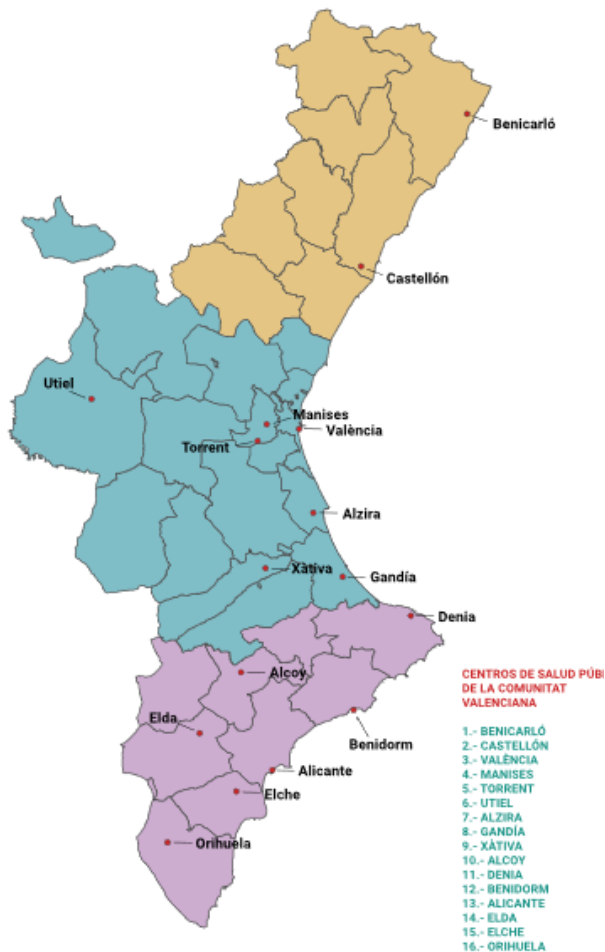 Benicarló
Castellón
Utiel
Manises
València
Torrent
Alzira
Xàtiva
Gandía
Denia
Alcoy
Elda
Benidorm
Alicante
Elche
Orihuela
CENTROS DE SALUD PÚB
DE LA COMUNITAT
VALENCIANA
1.- BENICARLÓ
2.- CASTELLÓN
3.- VALÈNCIA
4.- MANISES
5.- TORRENT
6.- UTIEL
7.- ALZIRA
8.- GANDÍA
9.- XÀTIVA
10.- ALCOY
11.- DENIA
12.- BENIDORM
13.- ALICANTE
14.- ELDA
15.- ELCHE
16.- ORIHUELA